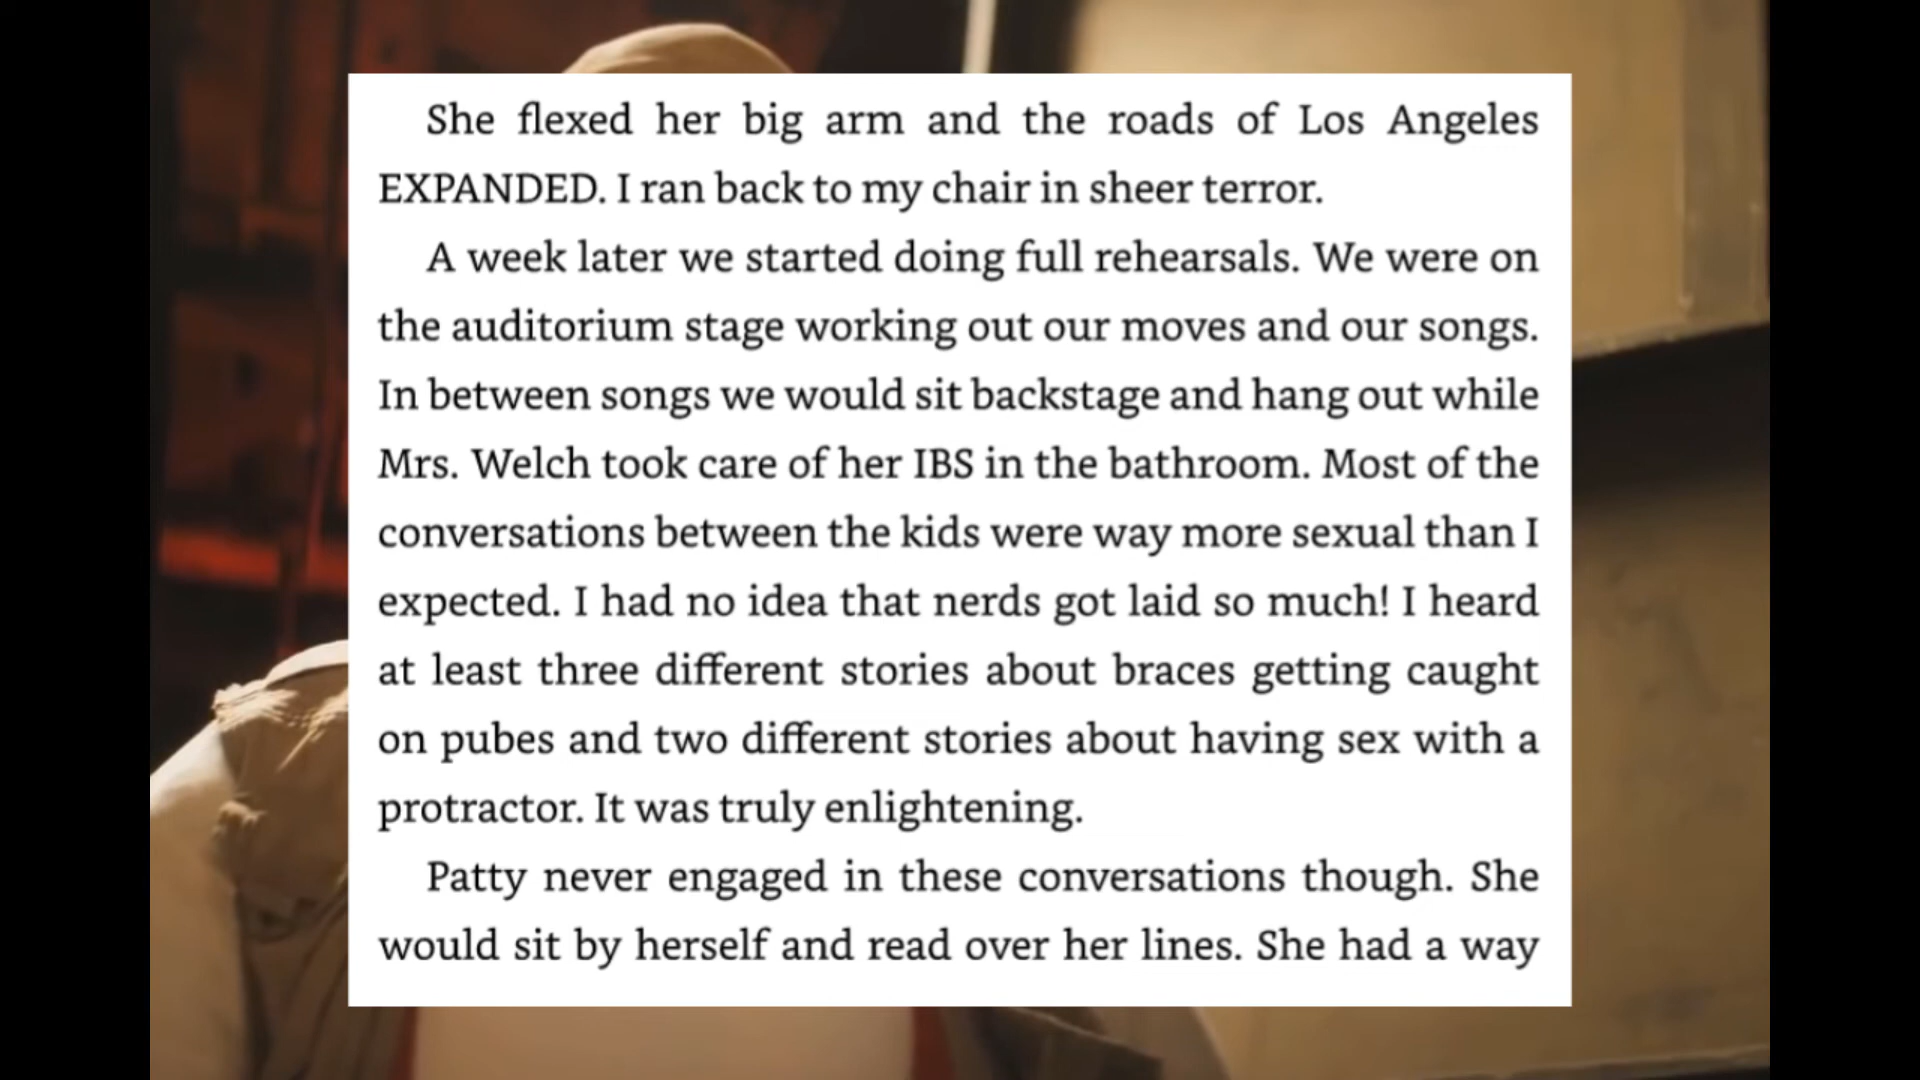 She flexed her big arm and the roads of Los Angeles
EXPANDED. I ran back to my chair in sheer terror.
A week later we started doing full rehearsals. We were on
the auditorium stage working out our moves and our songs.
In between songs we would sit backstage and hang out while
Mrs. Welch took care of her IBS in the bathroom. Most of the
conversations between the kids were way more sexual than I
expected. I had no idea that nerds got laid so much! I heard
at least three different stories about braces getting caught
on pubes and two different stories about having sex with a
protractor. It was truly enlightening.
Patty never engaged in these conversations though. She
would sit by herself and read over her lines. She had a way